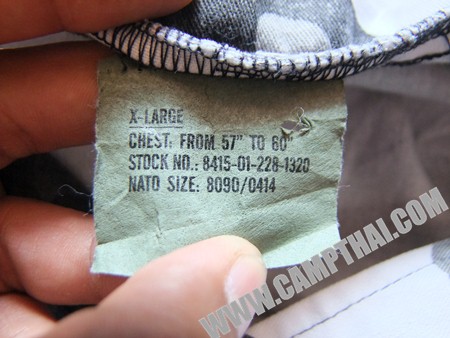 X-LARGE
CHEST: FROM 57" TO 60"
STOCK NO.: 8415-01-228-1320
NATO SIZE: 8090/0414
WWW.CAMPTHAI.COM